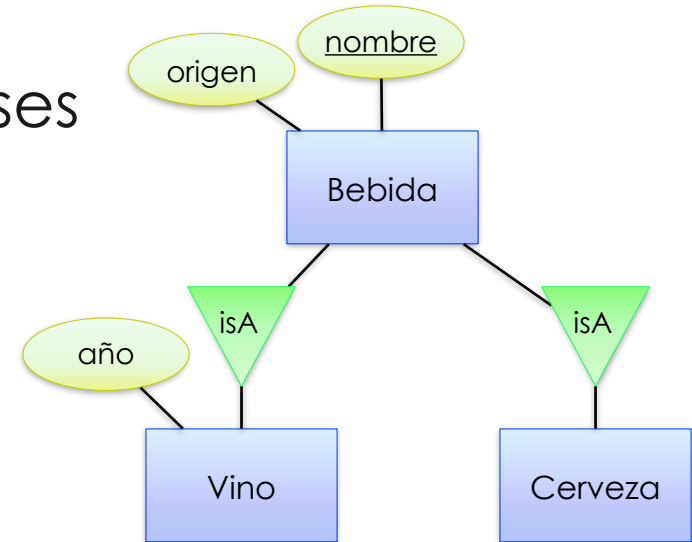 nombre
origen
ses
Bebida
isA
isA
año
Vino
Cerveza